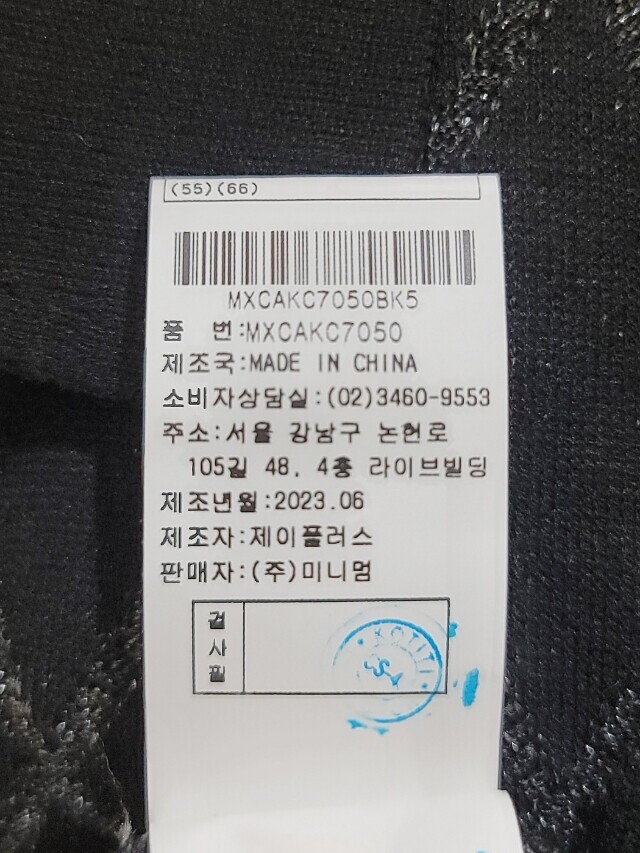 (55)(66)
MXCAKC7050BK5
품 번:MXCAKC7050
제조국:MADE IN CHINA
소비자상담실:(02)3460-9553
주소:서울 강남구 논현로
105길 48, 4층 라이브빌딩
제조년월:2023.06
제조자:제이플러스
판매자:(주)미니멈
검사필
KOTITI